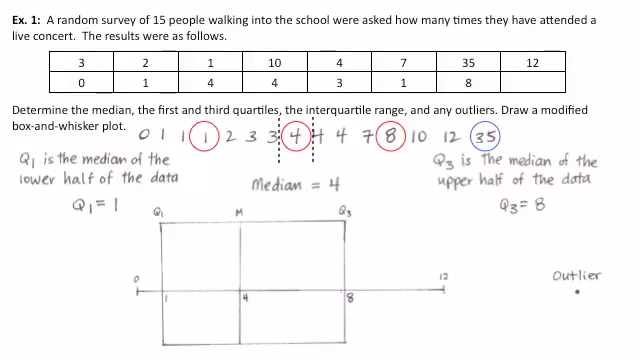 Ex. 1: A random survey of 15 people walking into the school were asked how many times they have attended a
live concert. The results were as follows.
3 2 1 10 4 7 35 12
0 1 4 4 3 1 8
Determine the median, the first and third quartiles, the interquartile range, and any outliers. Draw a modified
box-and-whisker plot.
0 1 1 1 2 3 3 4 4 4 7 8 10 12 35
Q1 is the median of the
lower half of the data
Q1 = 1
Median = 4
Q3 is the median of the
upper half of the data
Q3 = 8
Q1 M Q3
0 12 Outlier
1 4 8